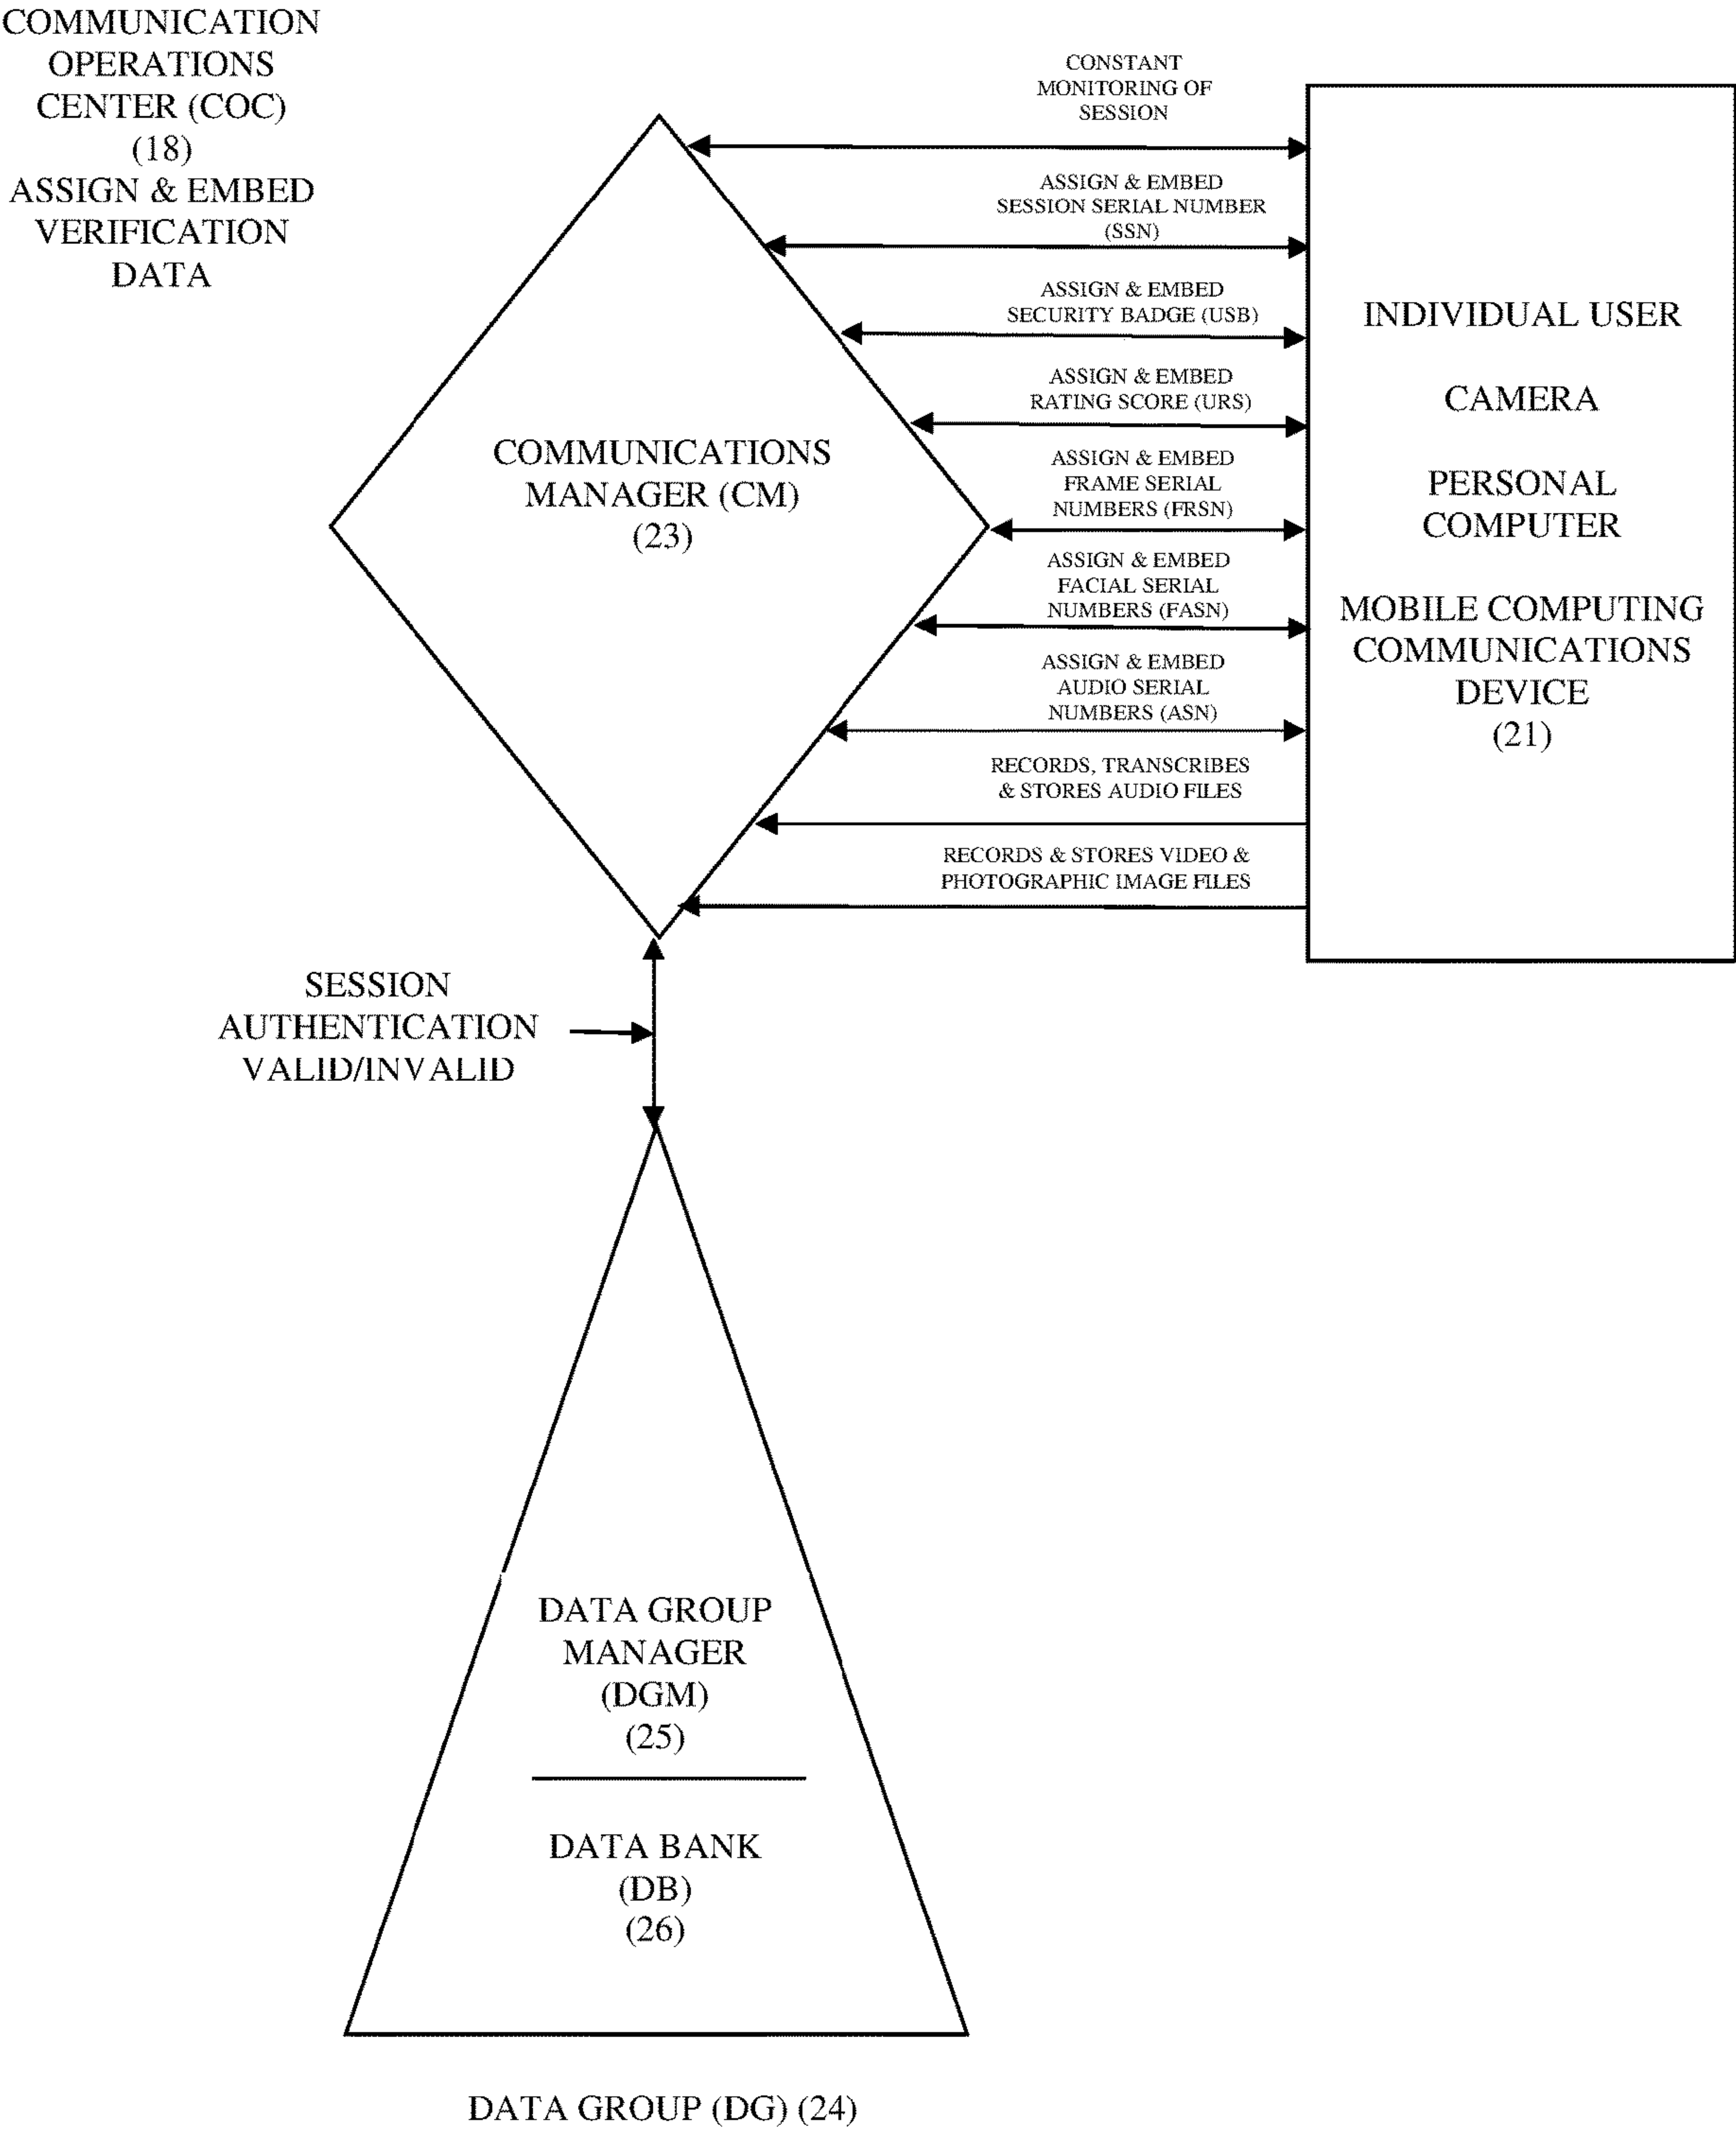 COMMUNICATION
OPERATIONS
CENTER (COC)
(18)
ASSIGN & EMBED
VERIFICATION
DATA
CONSTANT
MONITORING OF
SESSION
ASSIGN & EMBED
SESSION SERIAL NUMBER
(SSN)
ASSIGN & EMBED
SECURITY BADGE (USB)
ASSIGN & EMBED
RATING SCORE (URS)
ASSIGN & EMBED
FRAME SERIAL
NUMBERS (FRSN)
ASSIGN & EMBED
FACIAL SERIAL
NUMBERS (FASN)
ASSIGN & EMBED
AUDIO SERIAL
NUMBERS (ASN)
RECORDS, TRANSCRIBES
& STORES AUDIO FILES
RECORDS & STORES VIDEO &
PHOTOGRAPHIC IMAGE FILES
COMMUNICATIONS
MANAGER (CM)
(23)
INDIVIDUAL USER
CAMERA
PERSONAL
COMPUTER
MOBILE COMPUTING
COMMUNICATIONS
DEVICE
(21)
SESSION
AUTHENTICATION
VALID/INVALID
DATA GROUP
MANAGER
(DGM)
(25)
DATA BANK
(DB)
(26)
DATA GROUP (DG) (24)